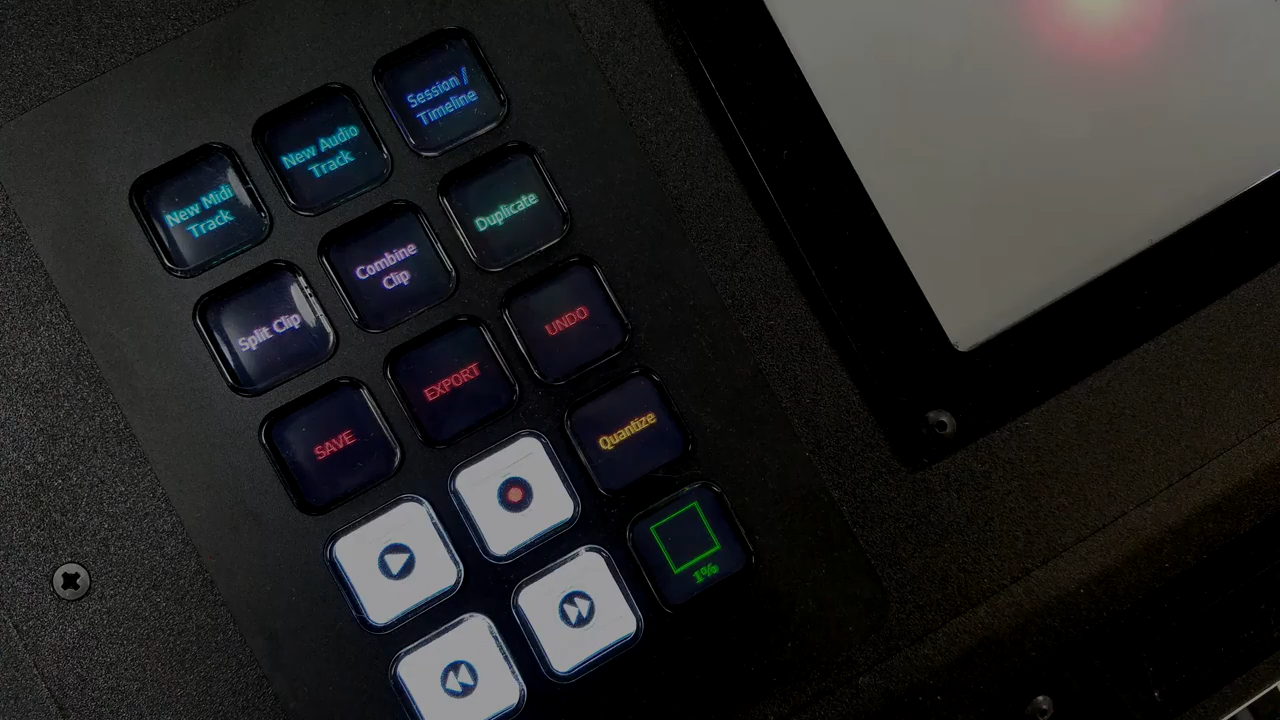 New Midi
Track
New Audio
Track
Session /
Timeline
Split Clip
Combine
Clip
Duplicate
SAVE
EXPORT
UNDO
Quantize
1%